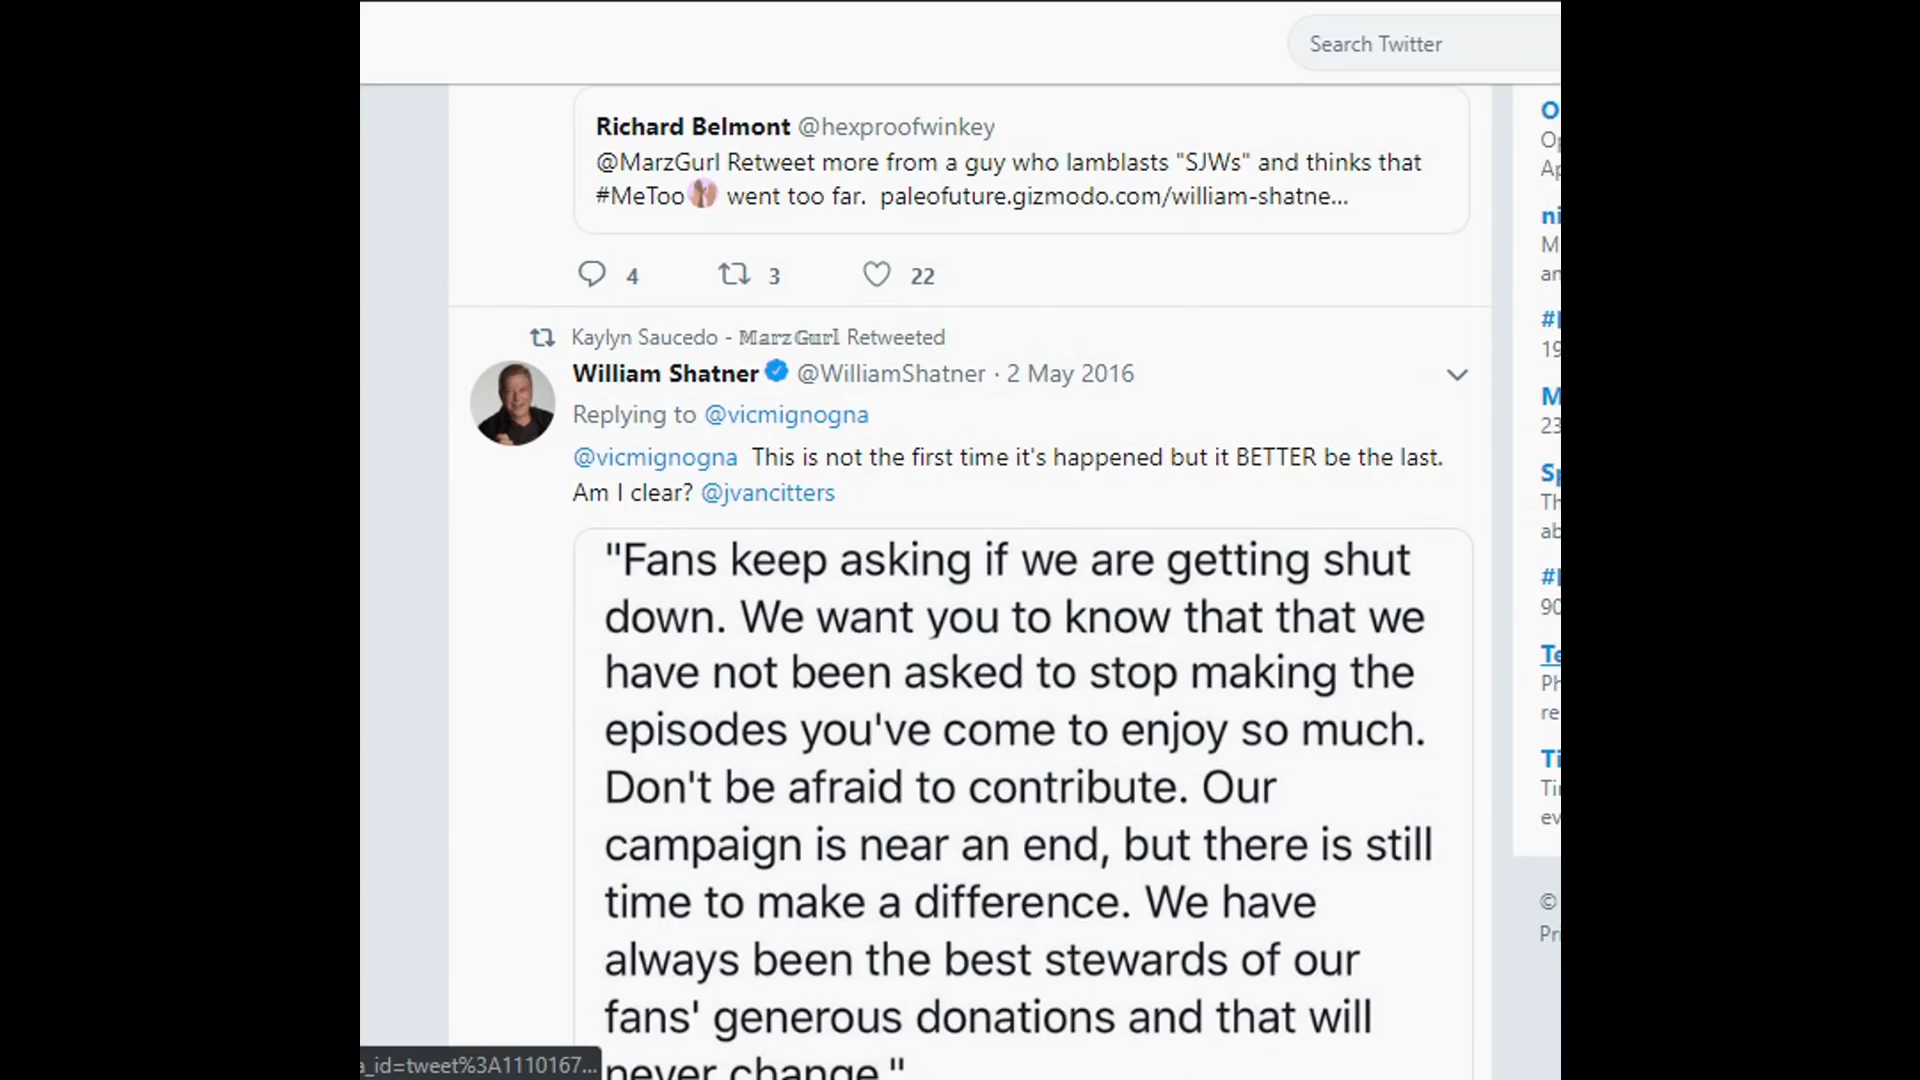 Search Twitter
Richard Belmont @hexproofwinkey
@MarzGurl Retweet more from a guy who lamblasts "SJWs" and thinks that
#MeToo went too far. paleofuture.gizmodo.com/william-shatne...
4 3 22
Kaylyn Saucedo - 𝕄𝕒𝕣𝕫𝔾𝕦𝕣𝕝 Retweeted
William Shatner @WilliamShatner · 2 May 2016
Replying to @vicmignogna
@vicmignogna This is not the first time it's happened but it BETTER be the last.
Am I clear? @jvancitters
"Fans keep asking if we are getting shut
down. We want you to know that that we
have not been asked to stop making the
episodes you've come to enjoy so much.
Don't be afraid to contribute. Our
campaign is near an end, but there is still
time to make a difference. We have
always been the best stewards of our
fans' generous donations and that will
never change."
a_id=tweet%3A1110167...